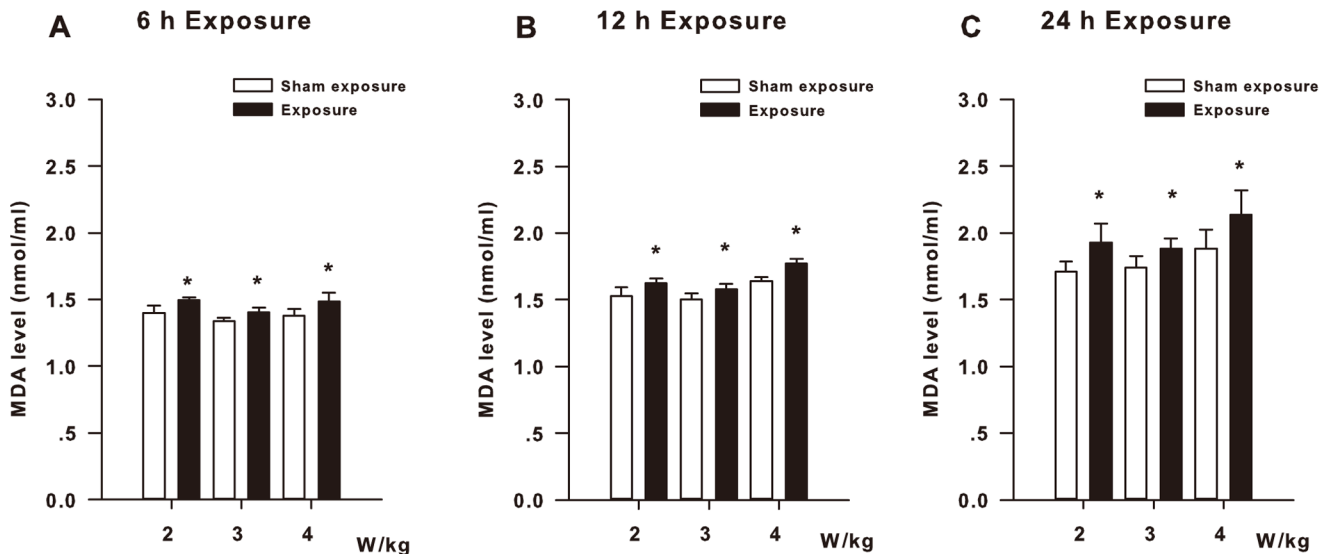 A 6 h Exposure
Sham exposure
Exposure
3.0
2.5
2.0
1.5
1.0
.5
0.0
MDA level (nmol/ml)
* * *
2 3 4 W/kg
B 12 h Exposure
Sham exposure
Exposure
3.0
2.5
2.0
1.5
1.0
.5
0.0
MDA level (nmol/ml)
* * *
2 3 4 W/kg
C 24 h Exposure
Sham exposure
Exposure
3.0
2.5
2.0
1.5
1.0
.5
0.0
MDA level (nmol/ml)
* * *
2 3 4 W/kg